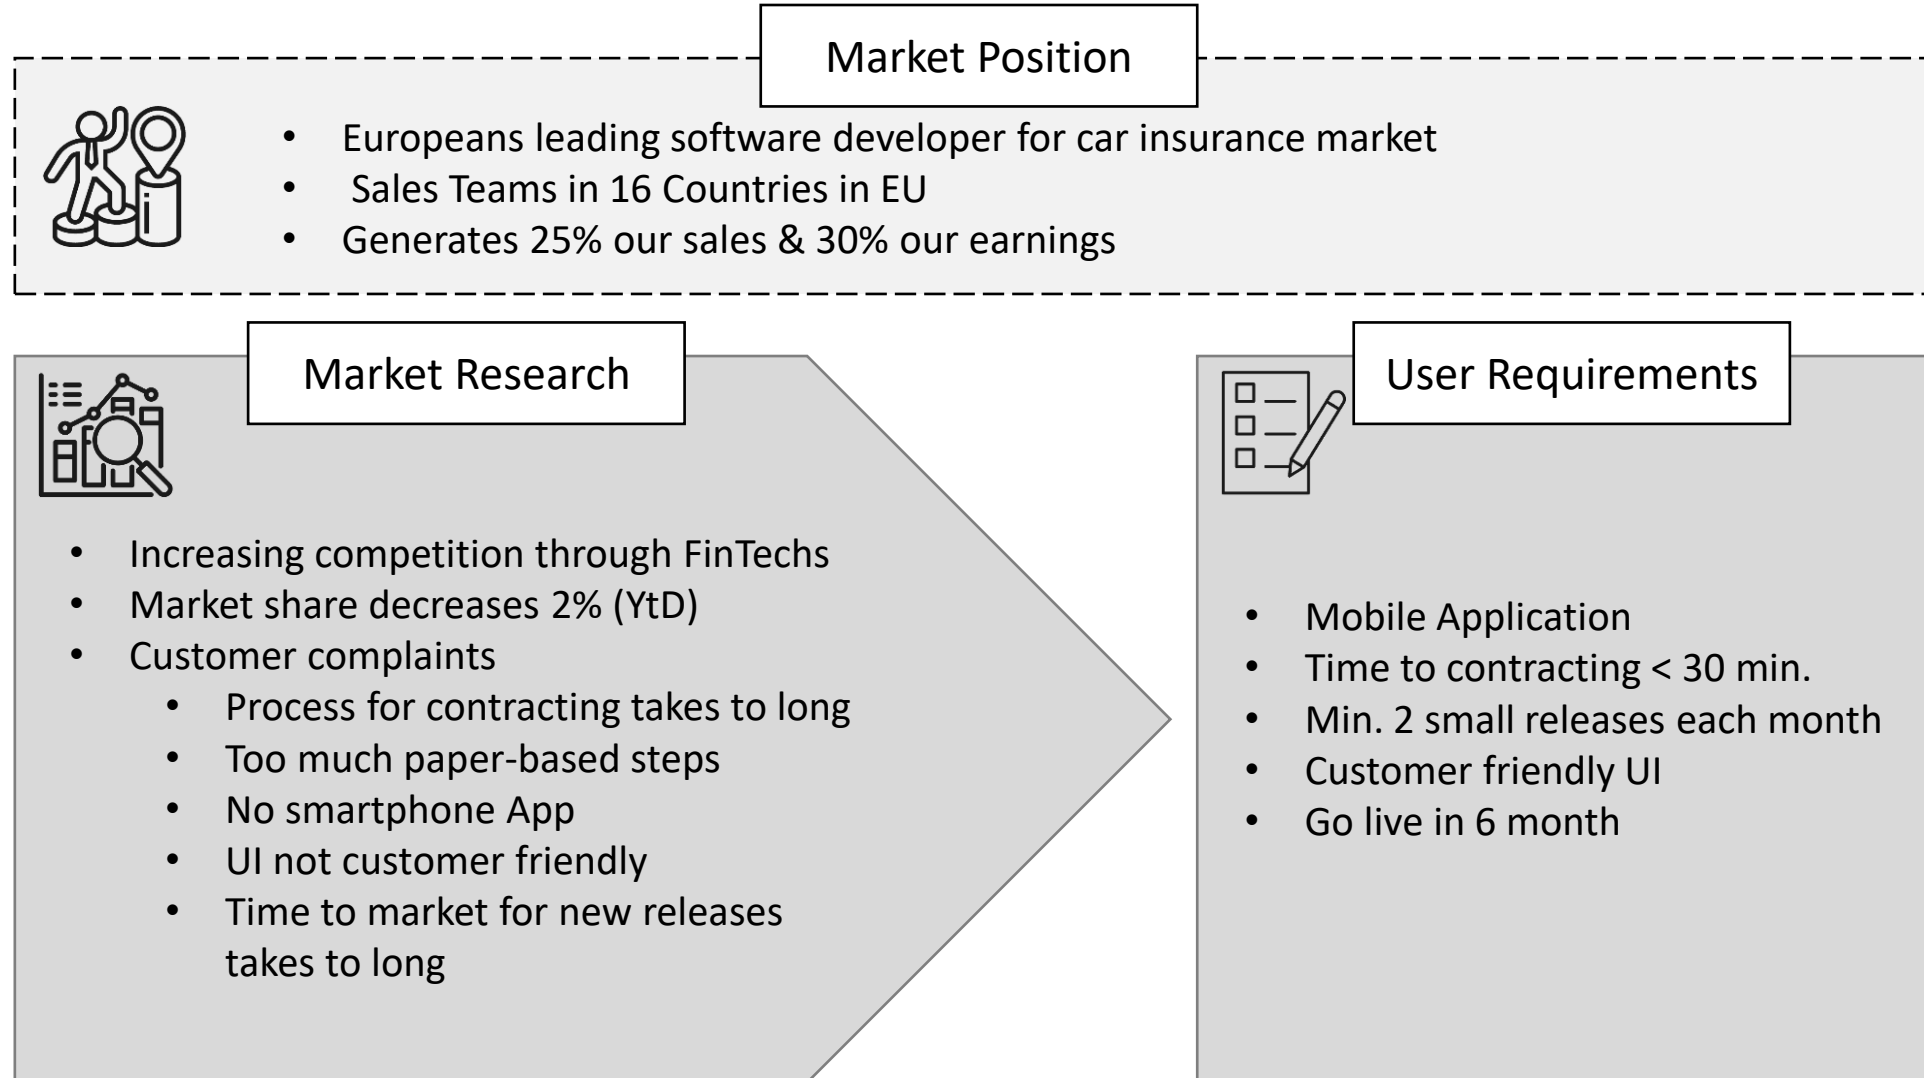 Market Position
• Europeans leading software developer for car insurance market
• Sales Teams in 16 Countries in EU
• Generates 25% our sales & 30% our earnings
Market Research
• Increasing competition through FinTechs
• Market share decreases 2% (YtD)
• Customer complaints
• Process for contracting takes to long
• Too much paper-based steps
• No smartphone App
• UI not customer friendly
• Time to market for new releases
takes to long
User Requirements
• Mobile Application
• Time to contracting < 30 min.
• Min. 2 small releases each month
• Customer friendly UI
• Go live in 6 month